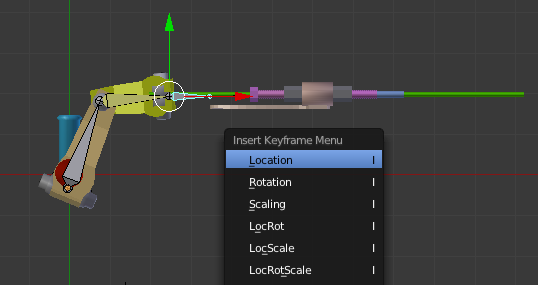 Insert Keyframe Menu
Location I
Rotation I
Scaling I
LocRot I
LocScale I
LocRotScale I